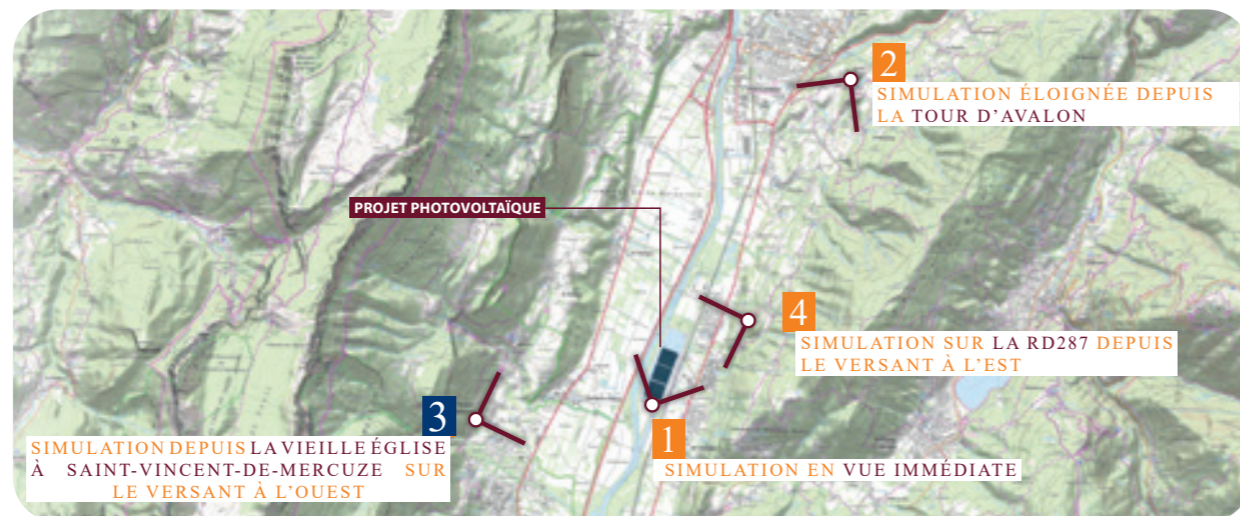 2
SIMULATION ÉLOIGNÉE DEPUIS
LA TOUR D'AVALON
PROJET PHOTOVOLTAÏQUE
4
SIMULATION SUR LA RD287 DEPUIS
LE VERSANT À L'EST
3
SIMULATION DEPUIS LA VIEILLE ÉGLISE
À SAINT-VINCENT-DE-MERCUZE SUR
LE VERSANT À L'OUEST
1
SIMULATION EN VUE IMMÉDIATE